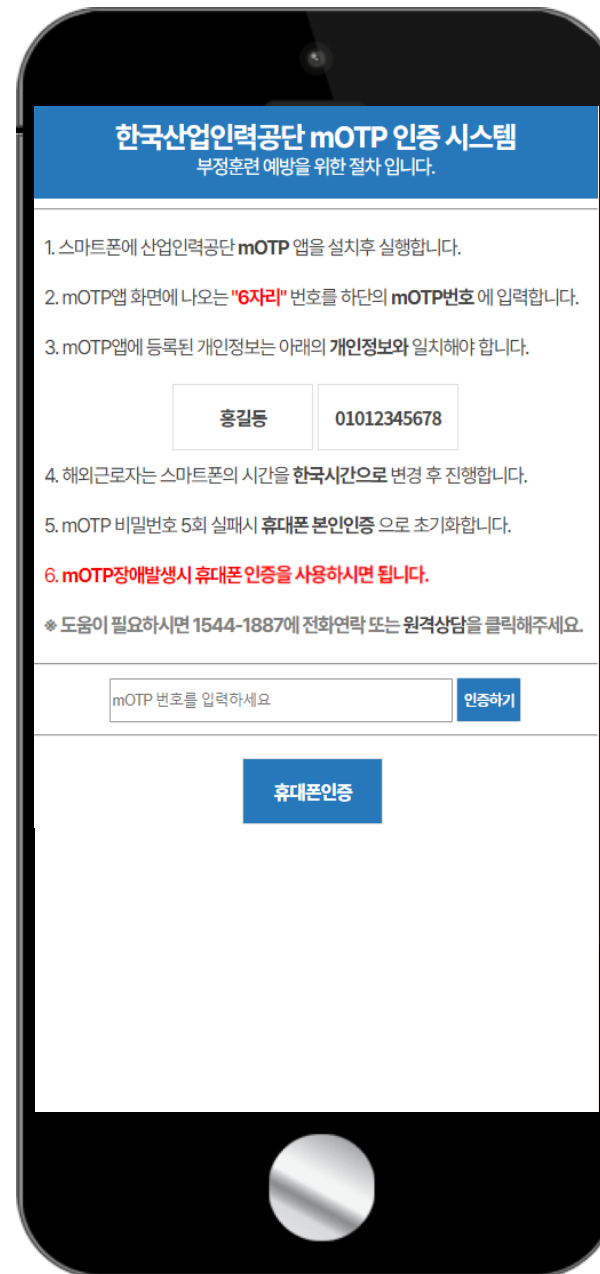 한국산업인력공단 mOTP 인증 시스템
부정훈련 예방을 위한 절차 입니다.
1. 스마트폰에 산업인력공단 mOTP 앱을 설치후 실행합니다.
2. mOTP앱 화면에 나오는 "6자리" 번호를 하단의 mOTP번호 에 입력합니다.
3. mOTP앱에 등록된 개인정보는 아래의 개인정보와 일치해야 합니다.
홍길동 01012345678
4. 해외근로자는 스마트폰의 시간을 한국시간으로 변경 후 진행합니다.
5. mOTP 비밀번호 5회 실패시 휴대폰 본인인증 으로 초기화합니다.
6. mOTP장애발생시 휴대폰 인증을 사용하시면 됩니다.
※ 도움이 필요하시면 1544-1887에 전화연락 또는 원격상담을 클릭해주세요.
mOTP 번호를 입력하세요 인증하기
휴대폰인증